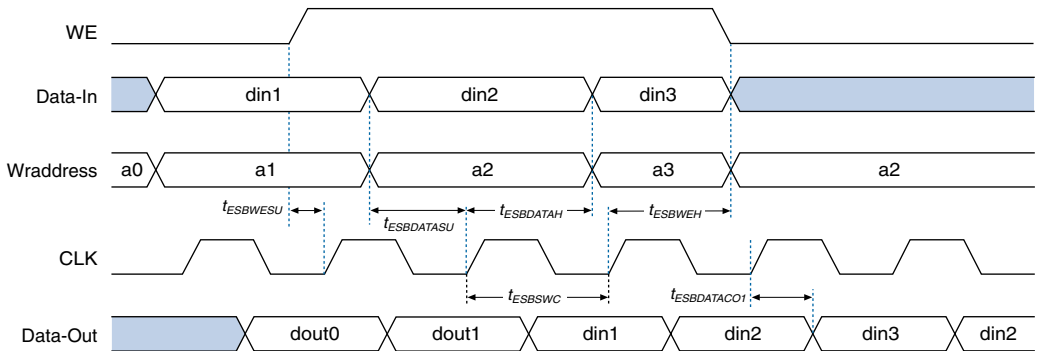 WE
Data-In din1 din2 din3
Wraddress a0 a1 a2 a3 a2
tESBWESU tESBDATASU tESBDATAH tESBWEH
CLK
tESBSWC tESBDATACO1
Data-Out dout0 dout1 din1 din2 din3 din2